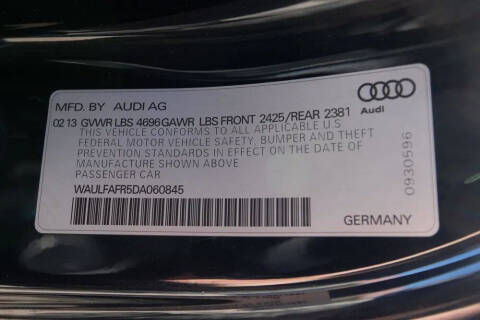 MFD. BY AUDI AG
02 13 GVWR LBS 4696 GAWR LBS FRONT 2425/REAR 2381
THIS VEHICLE CONFORMS TO ALL APPLICABLE U.S
FEDERAL MOTOR VEHICLE SAFETY, BUMPER AND THEFT
PREVENTION STANDARDS IN EFFECT ON THE DATE OF
MANUFACTURE SHOWN ABOVE
PASSENGER CAR
WAULFAFR5DA060845
Audi
0930596
GERMANY